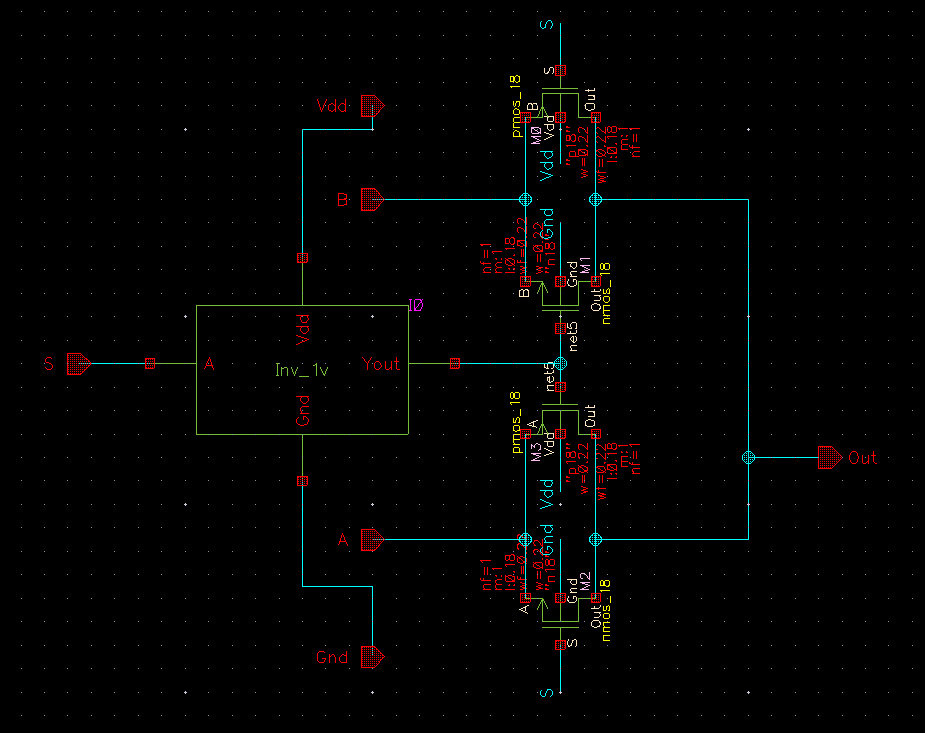 S
S
pmos_18
B
M0
Vdd
Out
Vdd
"p18"
w=0.22
wf=0.22
l:0.18
m:1
nf=1
Vdd
B
Gnd
nf=1
m:1
l:0.18
wf=0.22
w=0.22
"n18"
B
Gnd
M1
Out
nmos_18
net5
I0
Vdd
S
A
Inv_1v
Yout
Gnd
net5
pmos_18
A
M3
Vdd
Out
Vdd
"p18"
w=0.22
wf=0.22
l:0.18
m:1
nf=1
Out
A
Gnd
nf=1
m:1
l:0.18
wf=0.22
w=0.22
"n18"
A
Gnd
M2
Out
nmos_18
S
Gnd
S